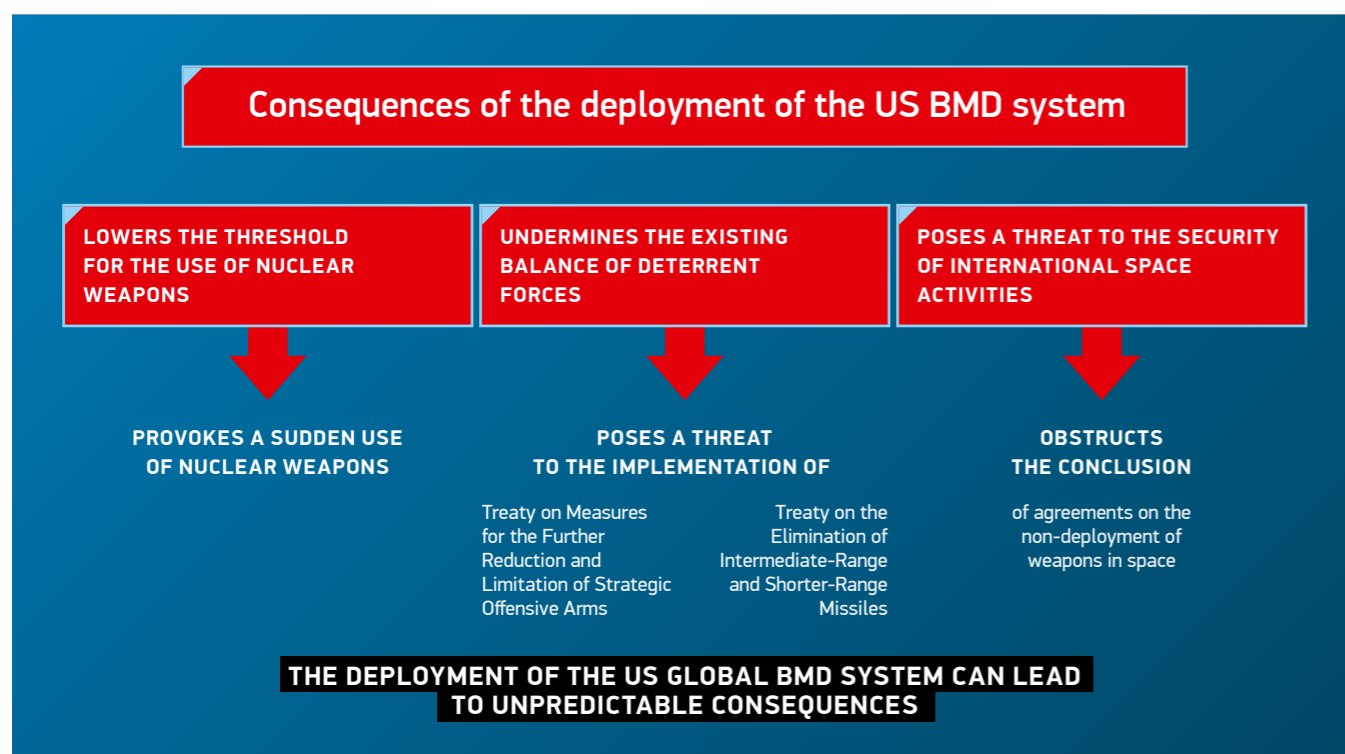 Consequences of the deployment of the US BMD system
LOWERS THE THRESHOLD
FOR THE USE OF NUCLEAR
WEAPONS
PROVOKES A SUDDEN USE
OF NUCLEAR WEAPONS
UNDERMINES THE EXISTING
BALANCE OF DETERRENT
FORCES
POSES A THREAT
TO THE IMPLEMENTATION OF
Treaty on Measures
for the Further
Reduction and
Limitation of Strategic
Offensive Arms
Treaty on the
Elimination of
Intermediate-Range
and Shorter-Range
Missiles
POSES A THREAT TO THE SECURITY
OF INTERNATIONAL SPACE
ACTIVITIES
OBSTRUCTS
THE CONCLUSION
of agreements on the
non-deployment of
weapons in space
THE DEPLOYMENT OF THE US GLOBAL BMD SYSTEM CAN LEAD
TO UNPREDICTABLE CONSEQUENCES